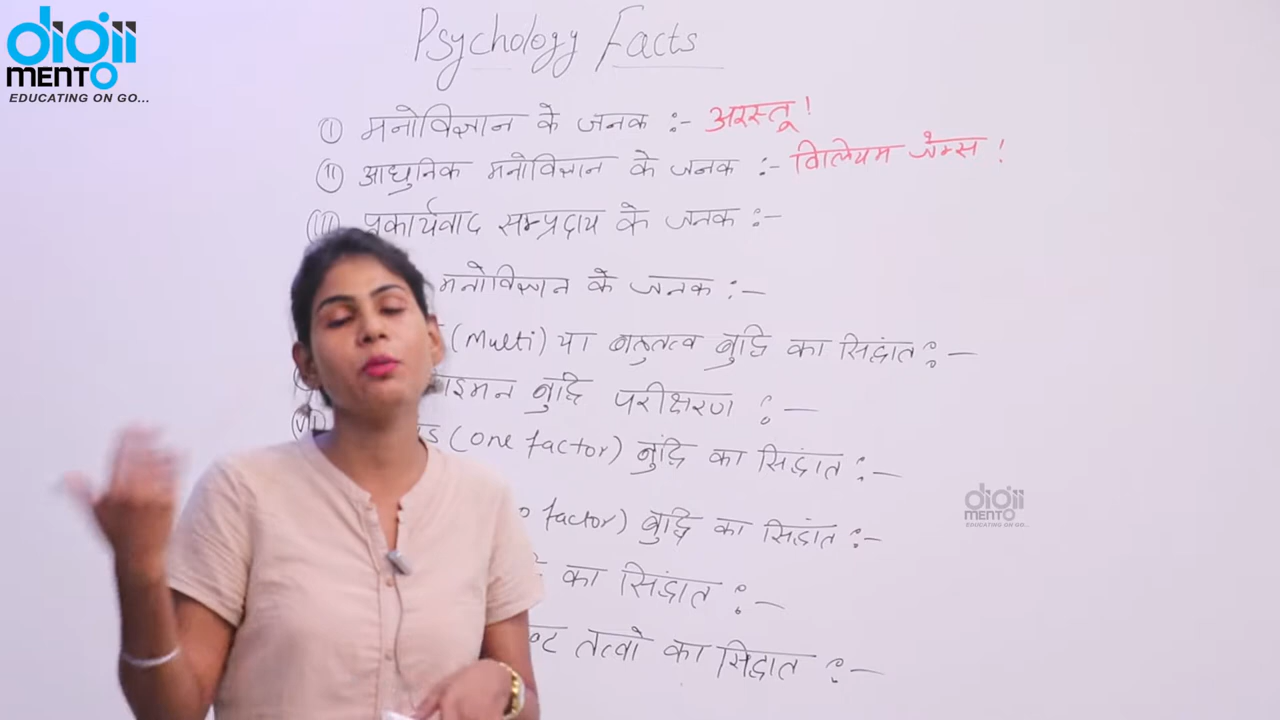 digii
MENTO
EDUCATING ON GO...
Psychology Facts
(I) मनोविज्ञान के जनक :- अरस्तू !
(II) आधुनिक मनोविज्ञान के जनक :- विलियम जेम्स !
(III) प्रकार्यवाद सम्प्रदाय के जनक :-
मनोविज्ञान के जनक :-
(Multi) या बहुतत्व बुद्धि का सिद्धांत :-
बुद्धि परीक्षण :-
(one factor) बुद्धि का सिद्धांत :-
factor) बुद्धि का सिद्धांत :-
का सिद्धांत :-
तत्वो का सिद्धांत :-
digii
MENTO
EDUCATING ON GO...